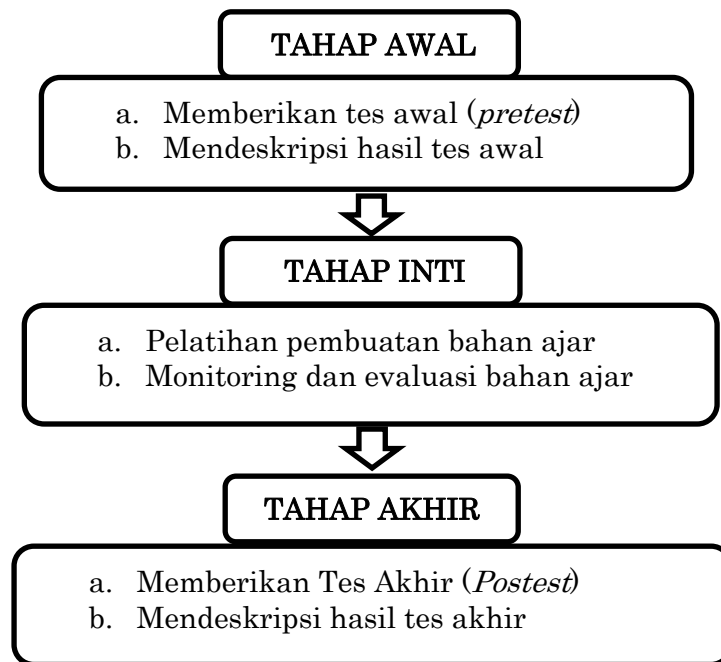 TAHAP AWAL
a. Memberikan tes awal (pretest)
b. Mendeskripsi hasil tes awal
TAHAP INTI
a. Pelatihan pembuatan bahan ajar
b. Monitoring dan evaluasi bahan ajar
TAHAP AKHIR
a. Memberikan Tes Akhir (Postest)
b. Mendeskripsi hasil tes akhir